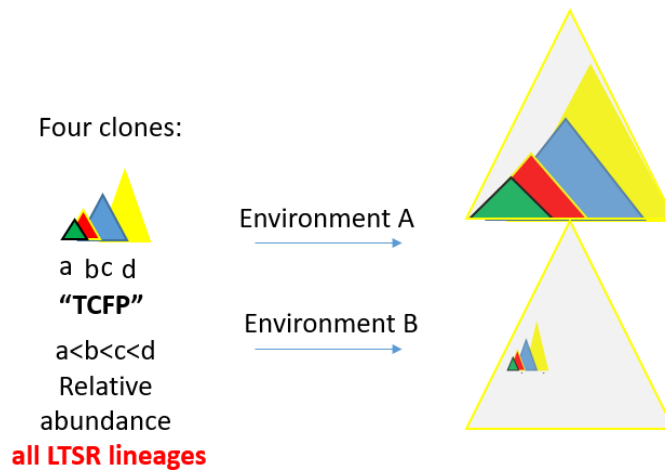 Four clones:
a bc d
“TCFP”
a<b<c<d
Relative
abundance
all LTSR lineages
Environment A
Environment B